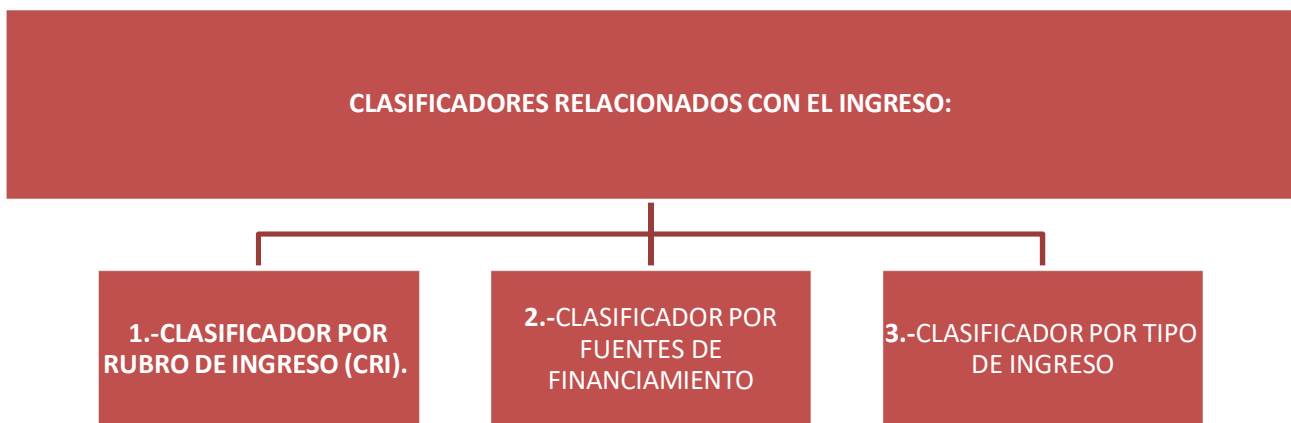 CLASIFICADORES RELACIONADOS CON EL INGRESO:
1.-CLASIFICADOR POR
RUBRO DE INGRESO (CRI).
2.-CLASIFICADOR POR
FUENTES DE
FINANCIAMIENTO
3.-CLASIFICADOR POR TIPO
DE INGRESO